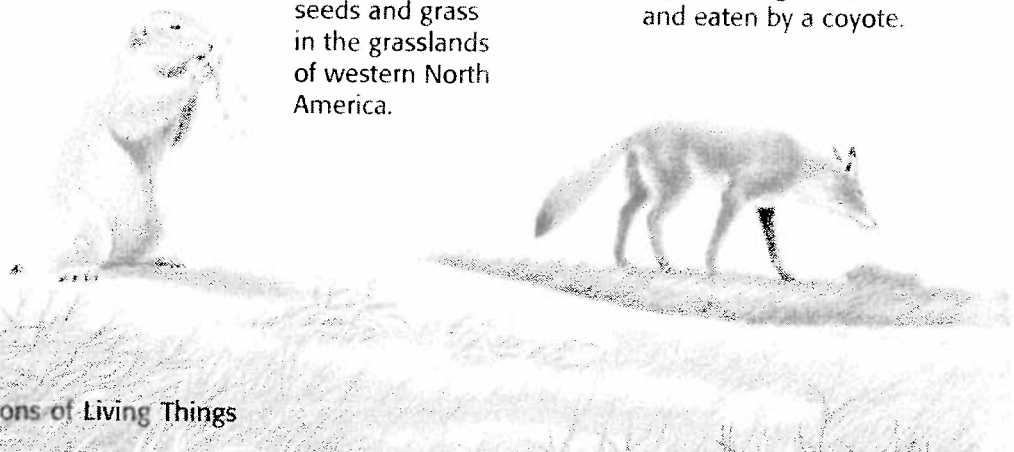 seeds and grass
in the grasslands
of western North
America.
and eaten by a coyote.
ons of Living Things